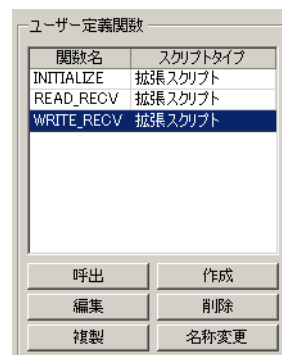 ユーザー定義関数
関数名 スクリプトタイプ
INITIALIZE 拡張スクリプト
READ_RECV 拡張スクリプト
WRITE_RECV 拡張スクリプト
呼出 作成
編集 削除
複製 名称変更